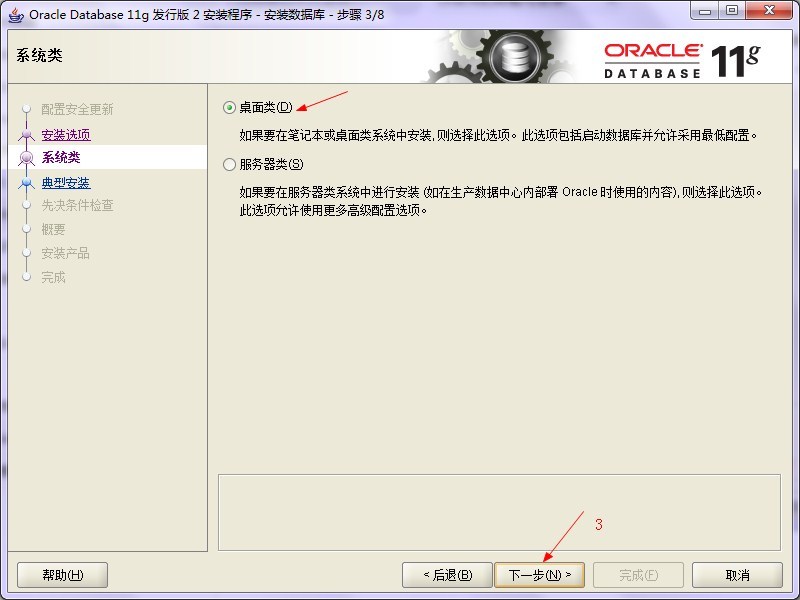 Oracle Database 11g 发行版 2 安装程序 - 安装数据库 - 步骤 3/8
系统类
ORACLE®
DATABASE
11g
配置安全更新
安装选项
系统类
典型安装
先决条件检查
概要
安装产品
完成
桌面类(D)
如果要在笔记本或桌面类系统中安装,则选择此选项。此选项包括启动数据库并允许采用最低配置。
服务器类(S)
如果要在服务器类系统中进行安装 (如在生产数据中心内部署 Oracle 时使用的内容),则选择此选项。
此选项允许使用更多高级配置选项。
3
帮助(H)
< 后退(B)
下一步(N) >
完成(F)
取消